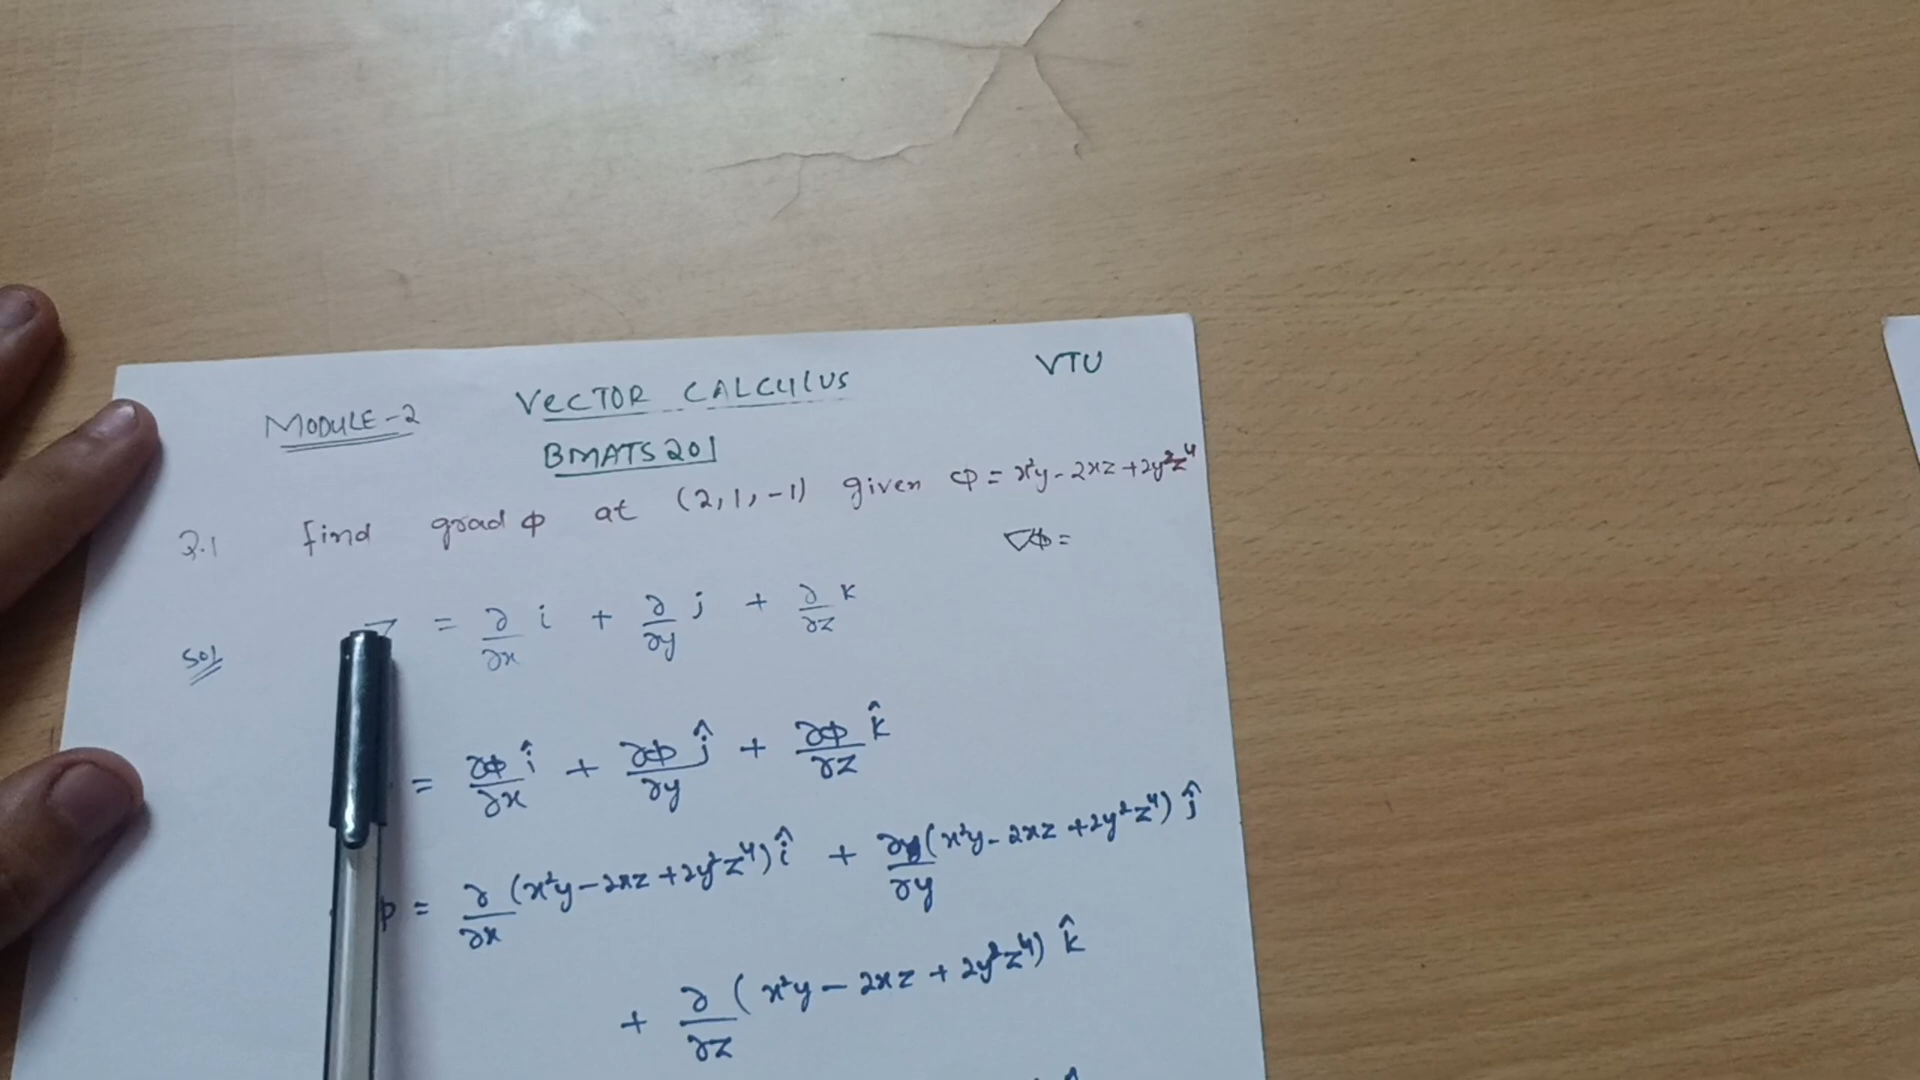 MODULE-2 VECTOR CALCULUS VTU
BMATS201
Q.1 find grad ϕ at (2,1,-1) given ϕ = x²y - 2xz + 2y²z⁴
∇ϕ =
Sol ∇ = ∂/∂x i + ∂/∂y j + ∂/∂z k
= ∂ϕ/∂x î + ∂ϕ/∂y ĵ + ∂ϕ/∂z k̂
ϕ = ∂/∂x (x²y - 2xz + 2y²z⁴) î + ∂/∂y (x²y - 2xz + 2y²z⁴) ĵ
+ ∂/∂z (x²y - 2xz + 2y²z⁴) k̂